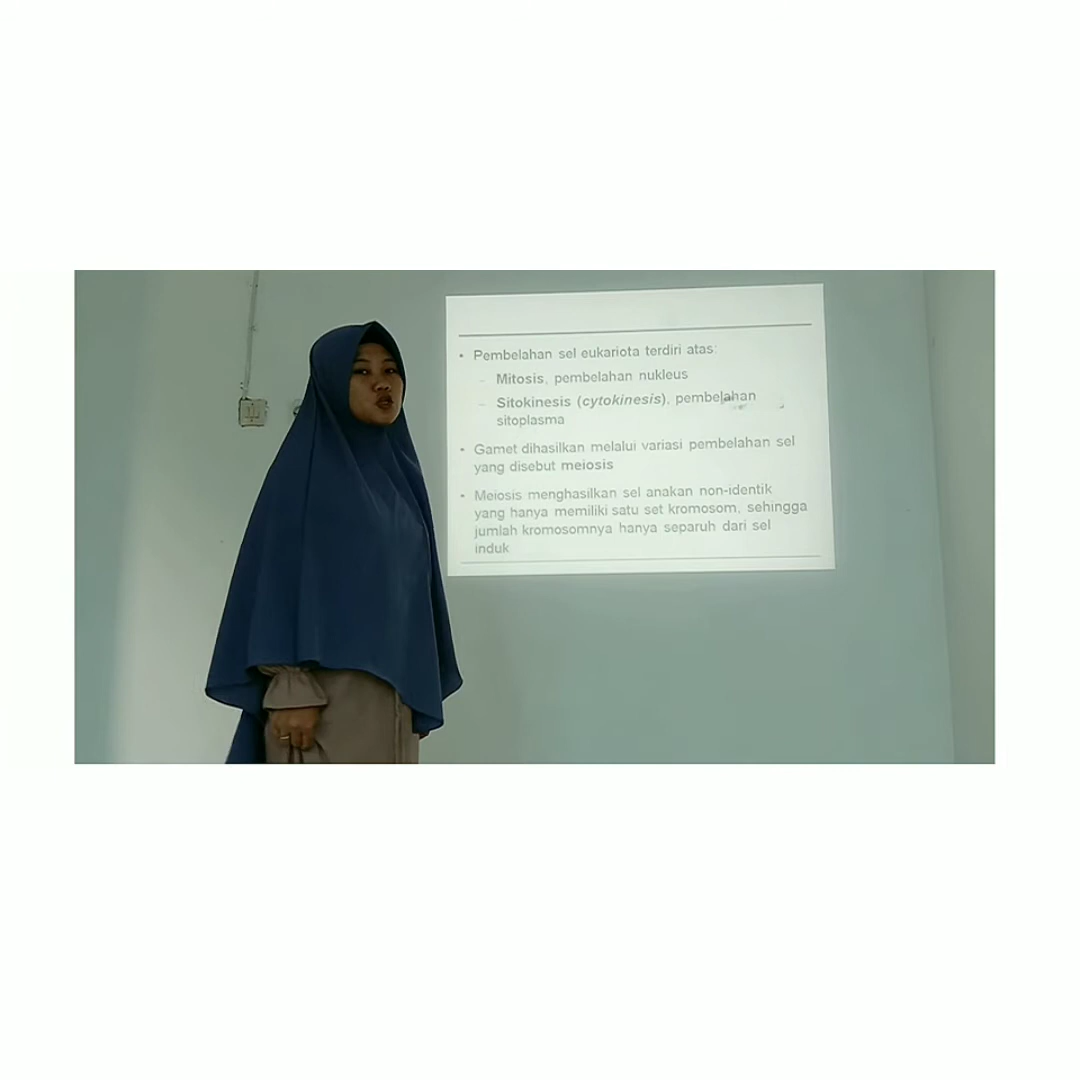 • Pembelahan sel eukariota terdiri atas:
– Mitosis, pembelahan nukleus
– Sitokinesis (cytokinesis), pembelahan
sitoplasma
• Gamet dihasilkan melalui variasi pembelahan sel
yang disebut meiosis
• Meiosis menghasilkan sel anakan non-identik
yang hanya memiliki satu set kromosom, sehingga
jumlah kromosomnya hanya separuh dari sel
induk